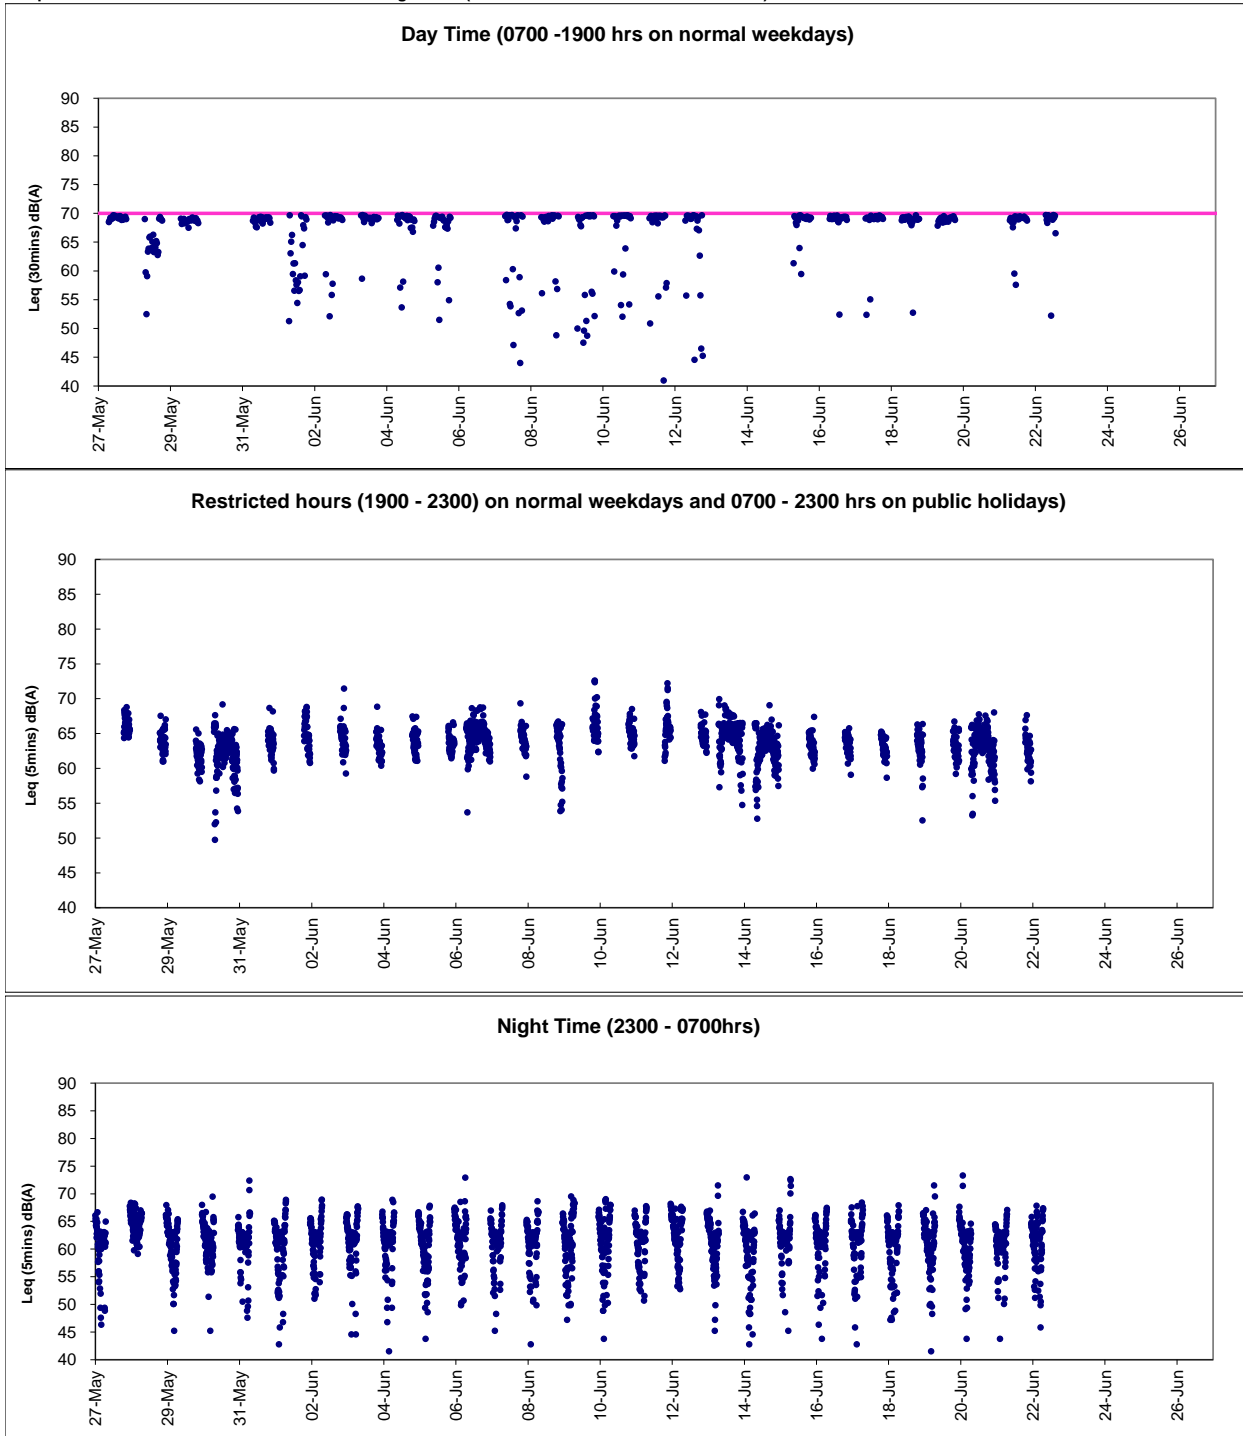 Day Time (0700 -1900 hrs on normal weekdays)
90
85
80
75
70
65
60
55
50
45
40
Leq (30mins) dB(A)
27-May
29-May
31-May
02-Jun
04-Jun
06-Jun
08-Jun
10-Jun
12-Jun
14-Jun
16-Jun
18-Jun
20-Jun
22-Jun
24-Jun
26-Jun
Restricted hours (1900 - 2300) on normal weekdays and 0700 - 2300 hrs on public holidays)
90
85
80
75
70
65
60
55
50
45
40
Leq (5mins) dB(A)
27-May
29-May
31-May
02-Jun
04-Jun
06-Jun
08-Jun
10-Jun
12-Jun
14-Jun
16-Jun
18-Jun
20-Jun
22-Jun
24-Jun
26-Jun
Night Time (2300 - 0700hrs)
90
85
80
75
70
65
60
55
50
45
40
Leq (5mins) dB(A)
27-May
29-May
31-May
02-Jun
04-Jun
06-Jun
08-Jun
10-Jun
12-Jun
14-Jun
16-Jun
18-Jun
20-Jun
22-Jun
24-Jun
26-Jun